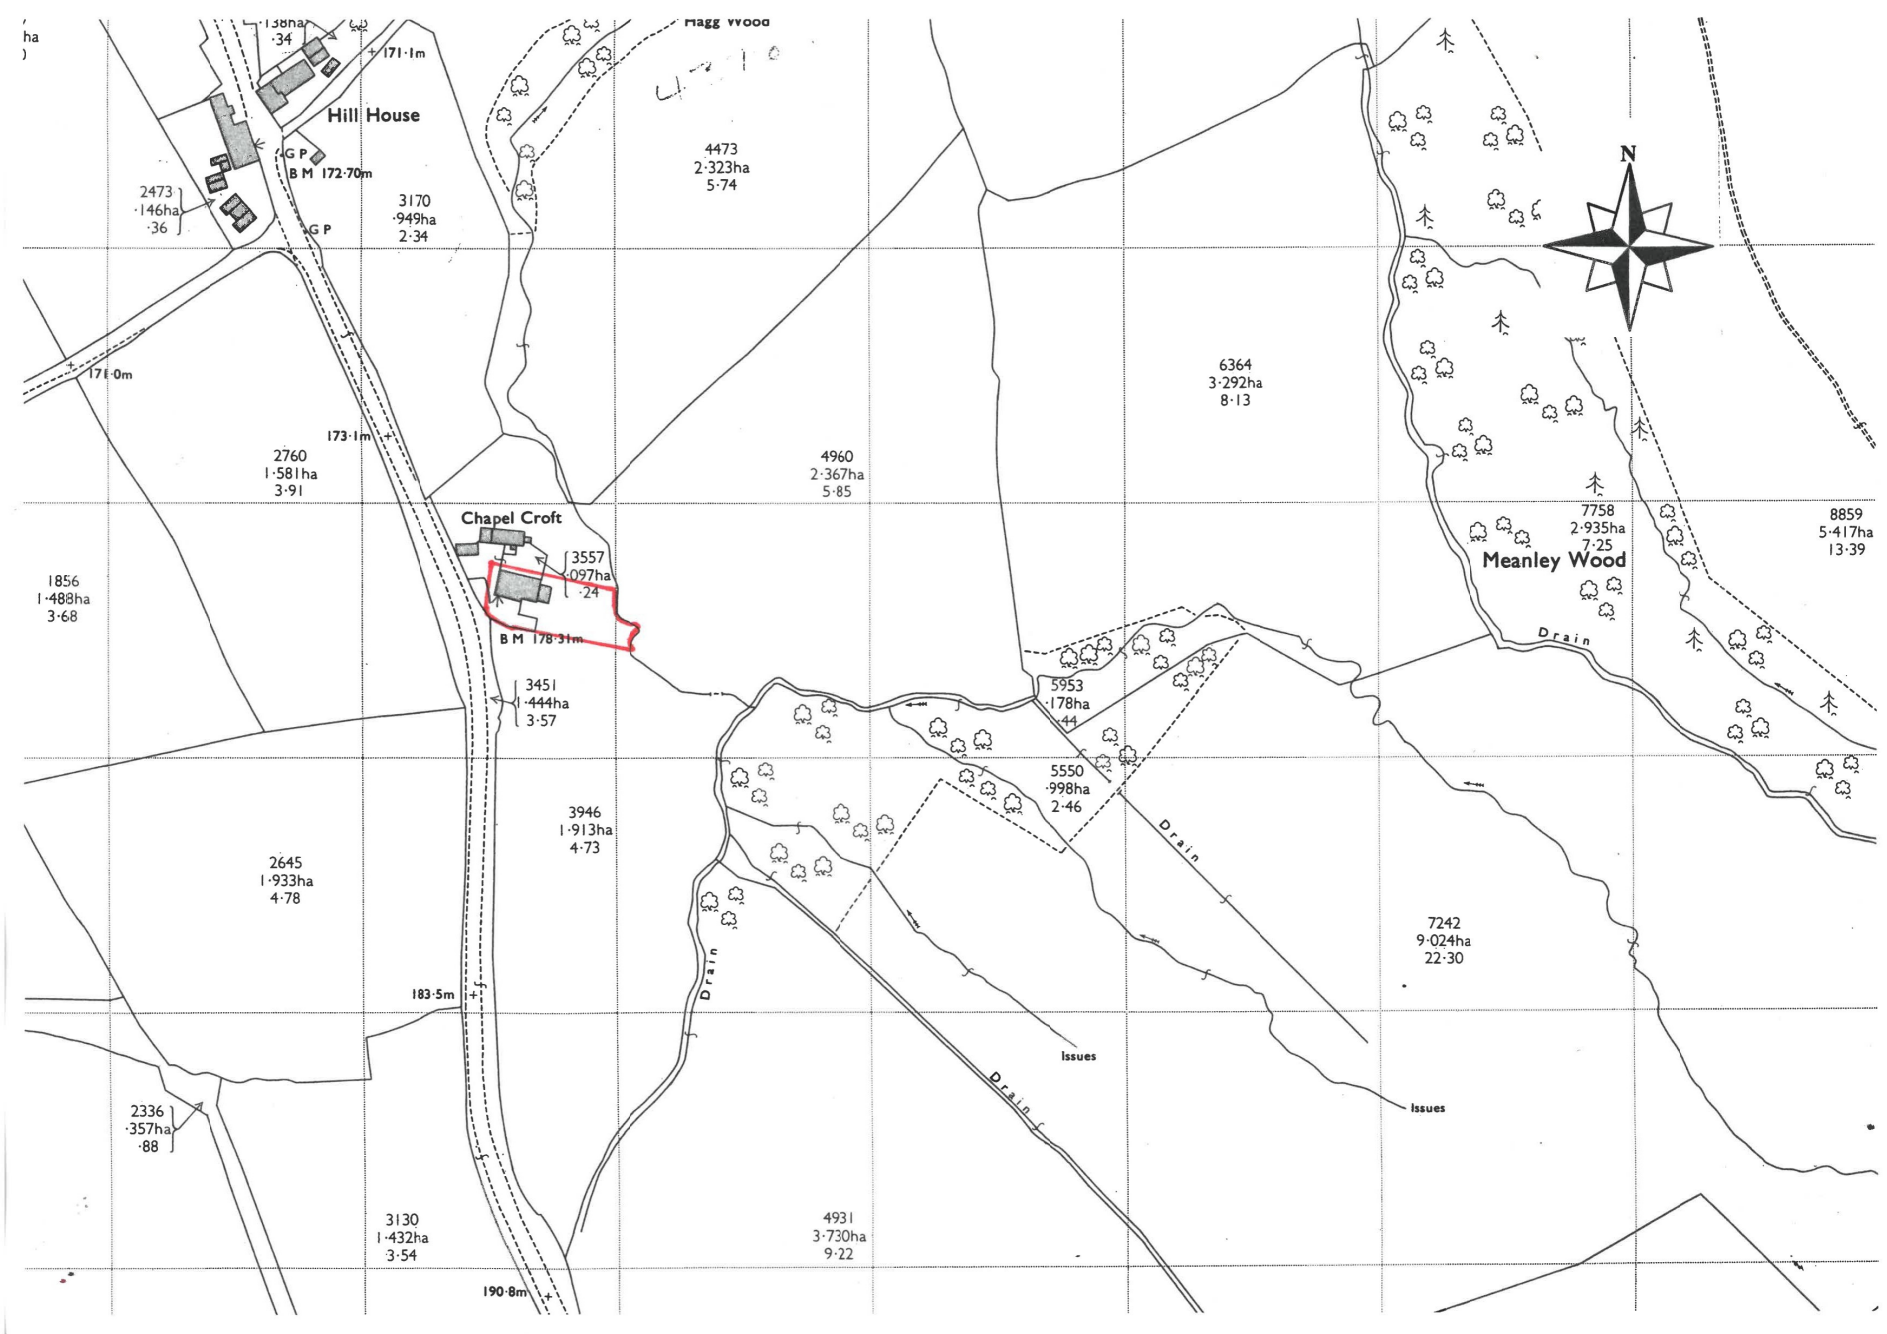 ha
·138ha
·34
171·1m
Hagg Wood
4710
Hill House
G P
B M 172·70m
2473
·146ha
·36
3170
·949ha
2·34
G P
4473
2·323ha
5·74
N
171·0m
173·1m
2760
1·581ha
3·91
4960
2·367ha
5·85
6364
3·292ha
8·13
Chapel Croft
3557
·097ha
·24
7758
2·935ha
7·25
Meanley Wood
8859
5·417ha
13·39
1856
1·488ha
3·68
B M 178·31m
Drain
3451
1·444ha
3·57
5953
·178ha
·44
5550
·998ha
2·46
3946
1·913ha
4·73
Drain
2645
1·933ha
4·78
7242
9·024ha
22·30
Drain
183·5m
Issues
Drain
Issues
2336
·357ha
·88
3130
1·432ha
3·54
4931
3·730ha
9·22
190·8m